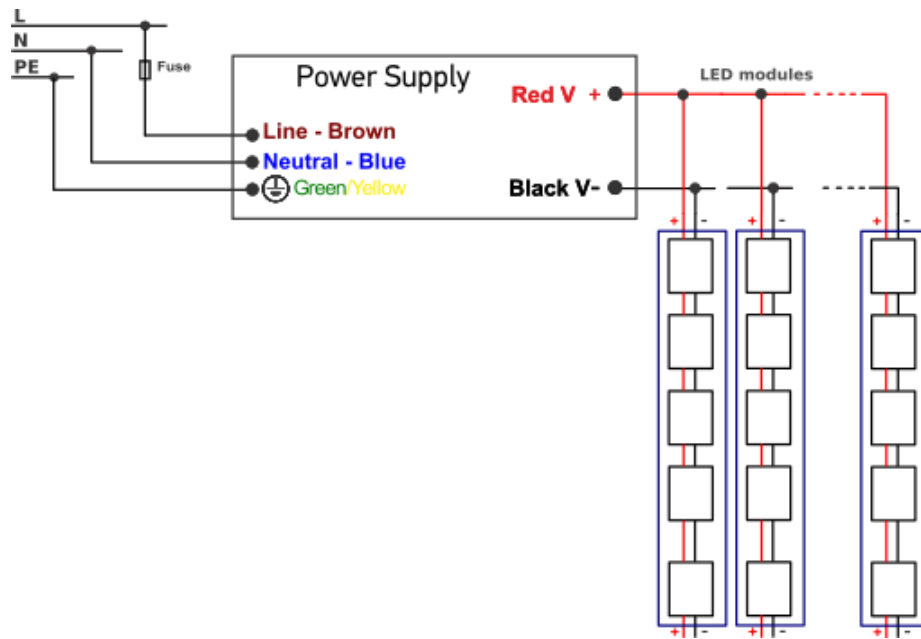 L
N
PE
Fuse
Power Supply
Line - Brown
Neutral - Blue
Green/Yellow
Red V +
Black V-
LED modules
+ -
+ -
+ -
+ -
+ -
+ -